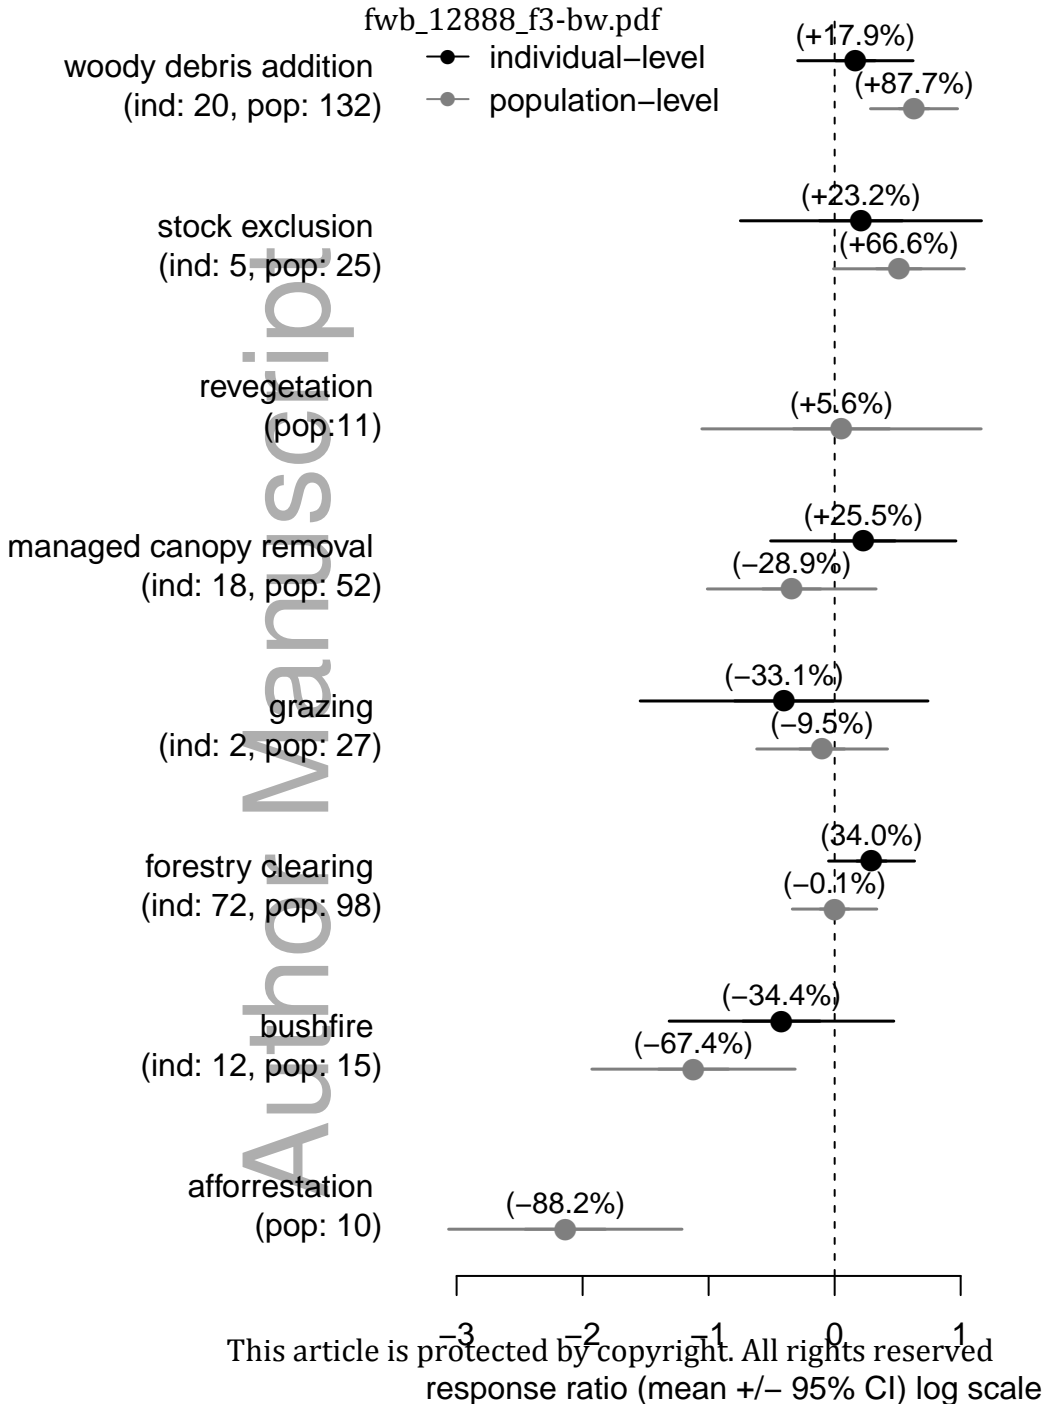 fwb_12888_f3-bw.pdf
individual−level
population−level
woody debris addition
(ind: 20, pop: 132)
(+17.9%)
(+87.7%)
stock exclusion
(ind: 5, pop: 25)
(+23.2%)
(+66.6%)
revegetation
(pop:11)
(+5.6%)
managed canopy removal
(ind: 18, pop: 52)
(+25.5%)
(−28.9%)
grazing
(ind: 2, pop: 27)
(−33.1%)
(−9.5%)
forestry clearing
(ind: 72, pop: 98)
(34.0%)
(−0.1%)
bushfire
(ind: 12, pop: 15)
(−34.4%)
(−67.4%)
afforrestation
(pop: 10)
(−88.2%)
−3 −2 −1 0 1
This article is protected by copyright. All rights reserved
response ratio (mean +/− 95% CI) log scale
Author Manuscript